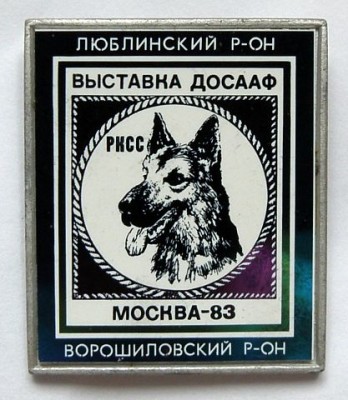 ЛЮБЛИНСКИЙ Р-ОН
ВЫСТАВКА ДОСААФ
РКСС
МОСКВА-83
ВОРОШИЛОВСКИЙ Р-ОН